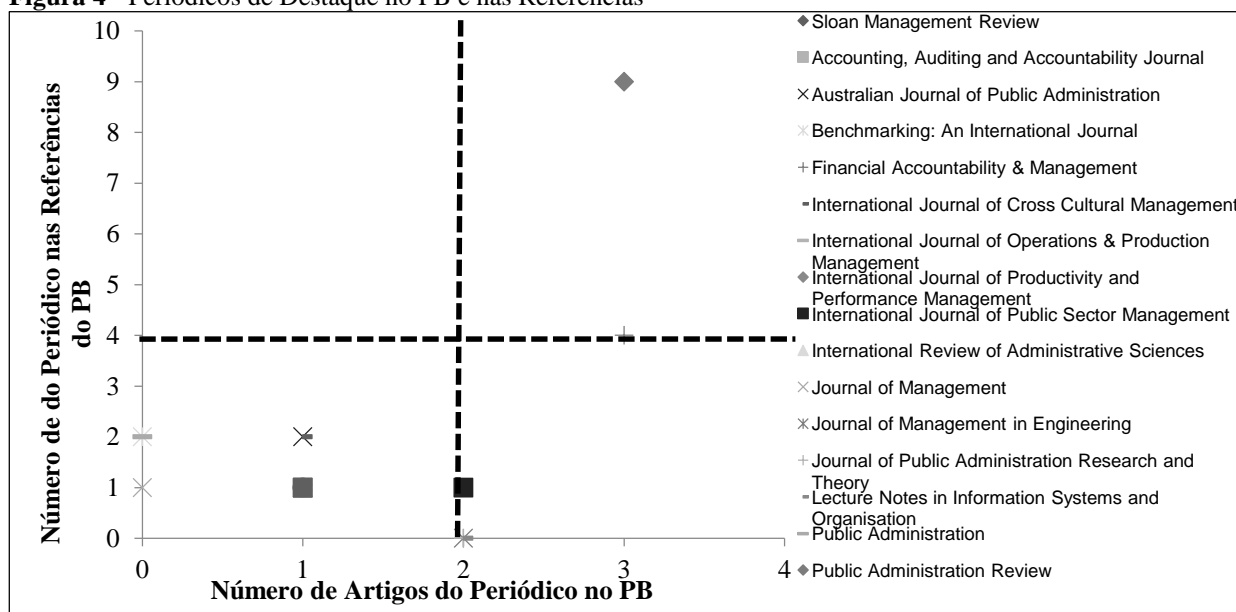 Figura 4 - Periódicos de Destaque no PB e nas Referências
Número de do Periódico nas Referências
do PB
10
9
8
7
6
5
4
3
2
1
0
0 1 2 3 4
Número de Artigos do Periódico no PB
Sloan Management Review
Accounting, Auditing and Accountability Journal
Australian Journal of Public Administration
Benchmarking: An International Journal
Financial Accountability & Management
International Journal of Cross Cultural Management
International Journal of Operations & Production
Management
International Journal of Productivity and
Performance Management
International Journal of Public Sector Management
International Review of Administrative Sciences
Journal of Management
Journal of Management in Engineering
Journal of Public Administration Research and
Theory
Lecture Notes in Information Systems and
Organisation
Public Administration
Public Administration Review